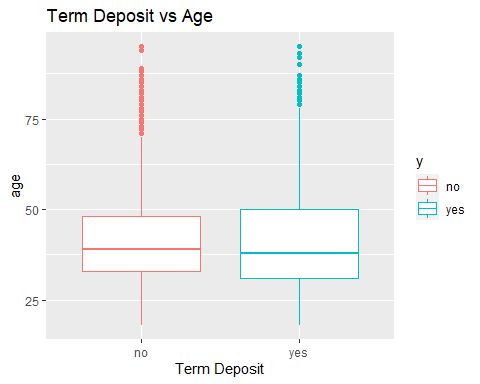 Term Deposit vs Age
age
75
50
25
no
yes
Term Deposit
y
no
yes